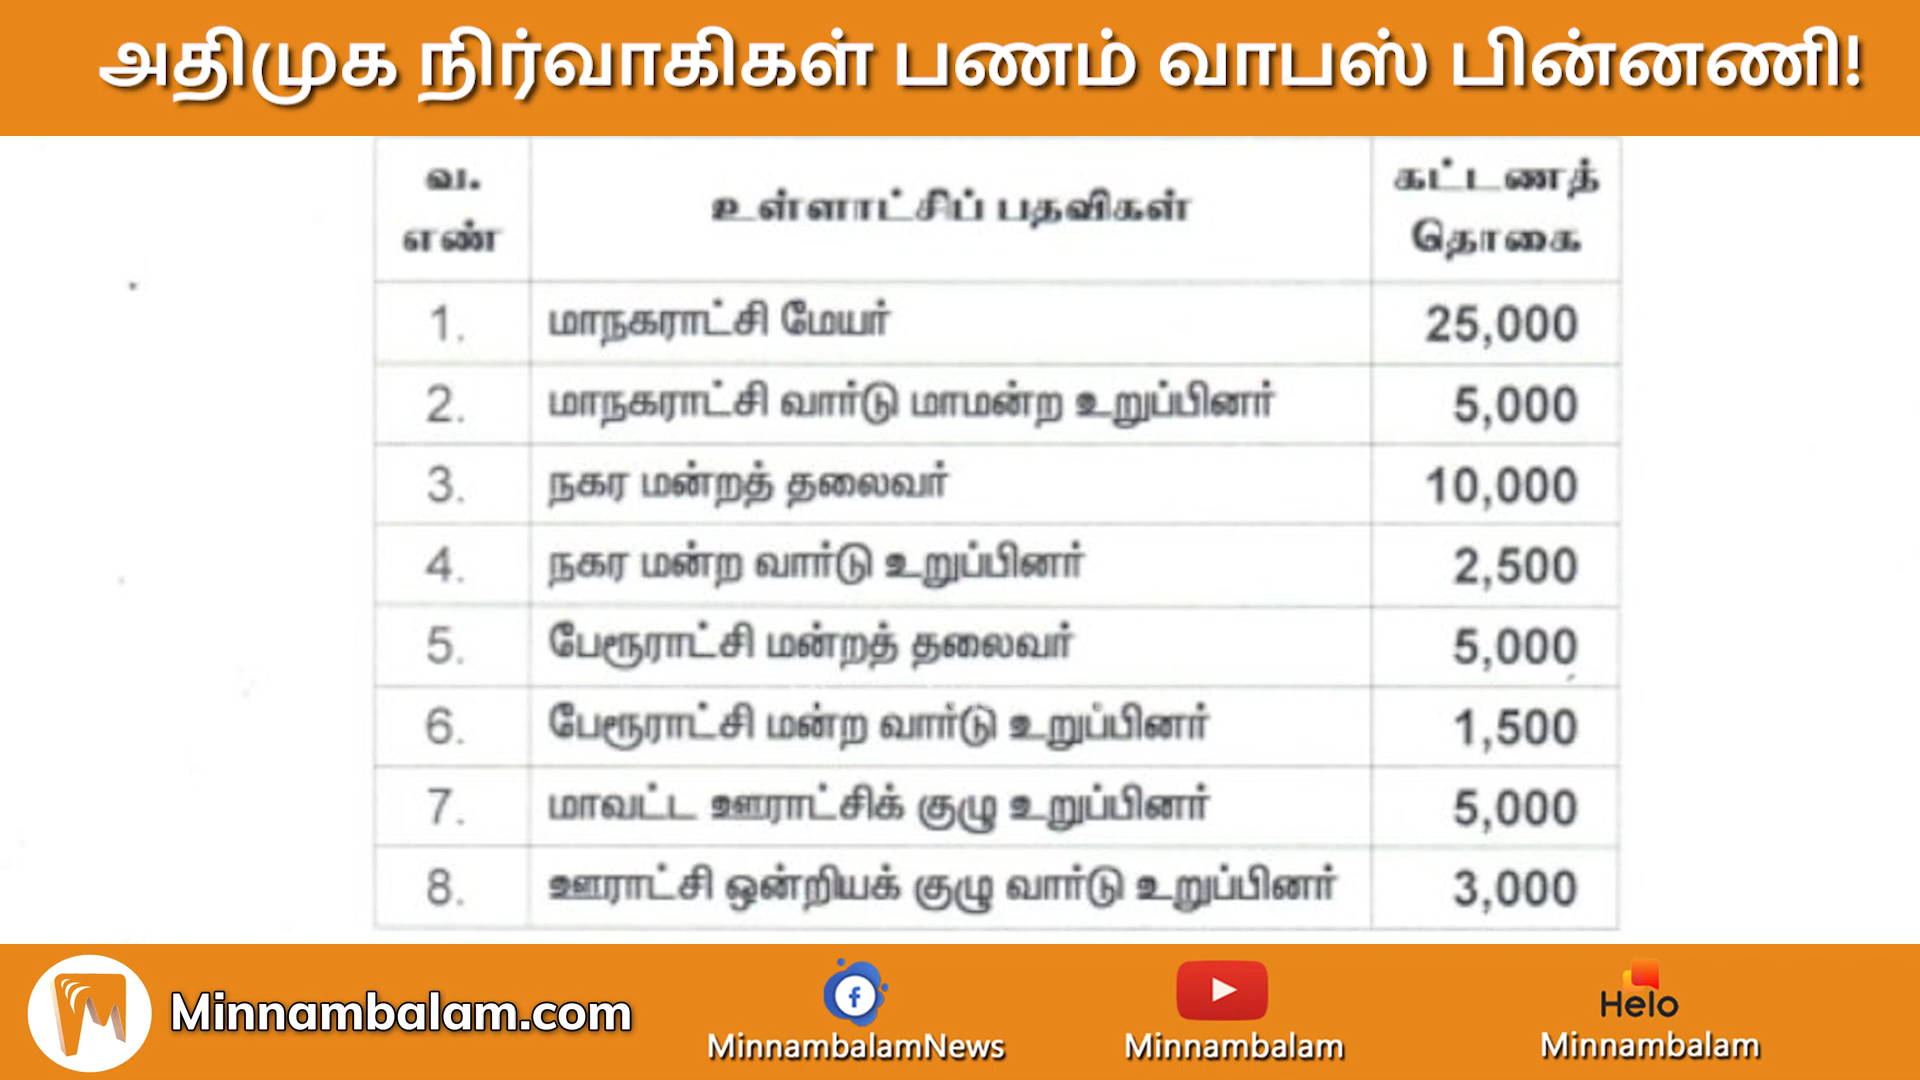 அதிமுக நிர்வாகிகள் பணம் வாபஸ் பின்னணி!
வ. எண் உள்ளாட்சிப் பதவிகள் கட்டணத் தொகை
1. மாநகராட்சி மேயர் 25,000
2. மாநகராட்சி வார்டு மாமன்ற உறுப்பினர் 5,000
3. நகர மன்றத் தலைவர் 10,000
4. நகர மன்ற வார்டு உறுப்பினர் 2,500
5. பேரூராட்சி மன்றத் தலைவர் 5,000
6. பேரூராட்சி மன்ற வார்டு உறுப்பினர் 1,500
7. மாவட்ட ஊராட்சிக் குழு உறுப்பினர் 5,000
8. ஊராட்சி ஒன்றியக் குழு வார்டு உறுப்பினர் 3,000
Minnambalam.com
MinnambalamNews
Minnambalam
Helo
Minnambalam